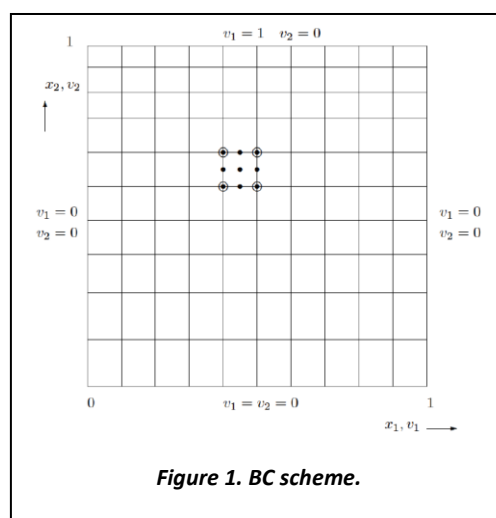 1
v₁ = 1 v₂ = 0
x₂, v₂
v₁ = 0
v₂ = 0
v₁ = 0
v₂ = 0
0
v₁ = v₂ = 0
1
x₁, v₁
Figure 1. BC scheme.